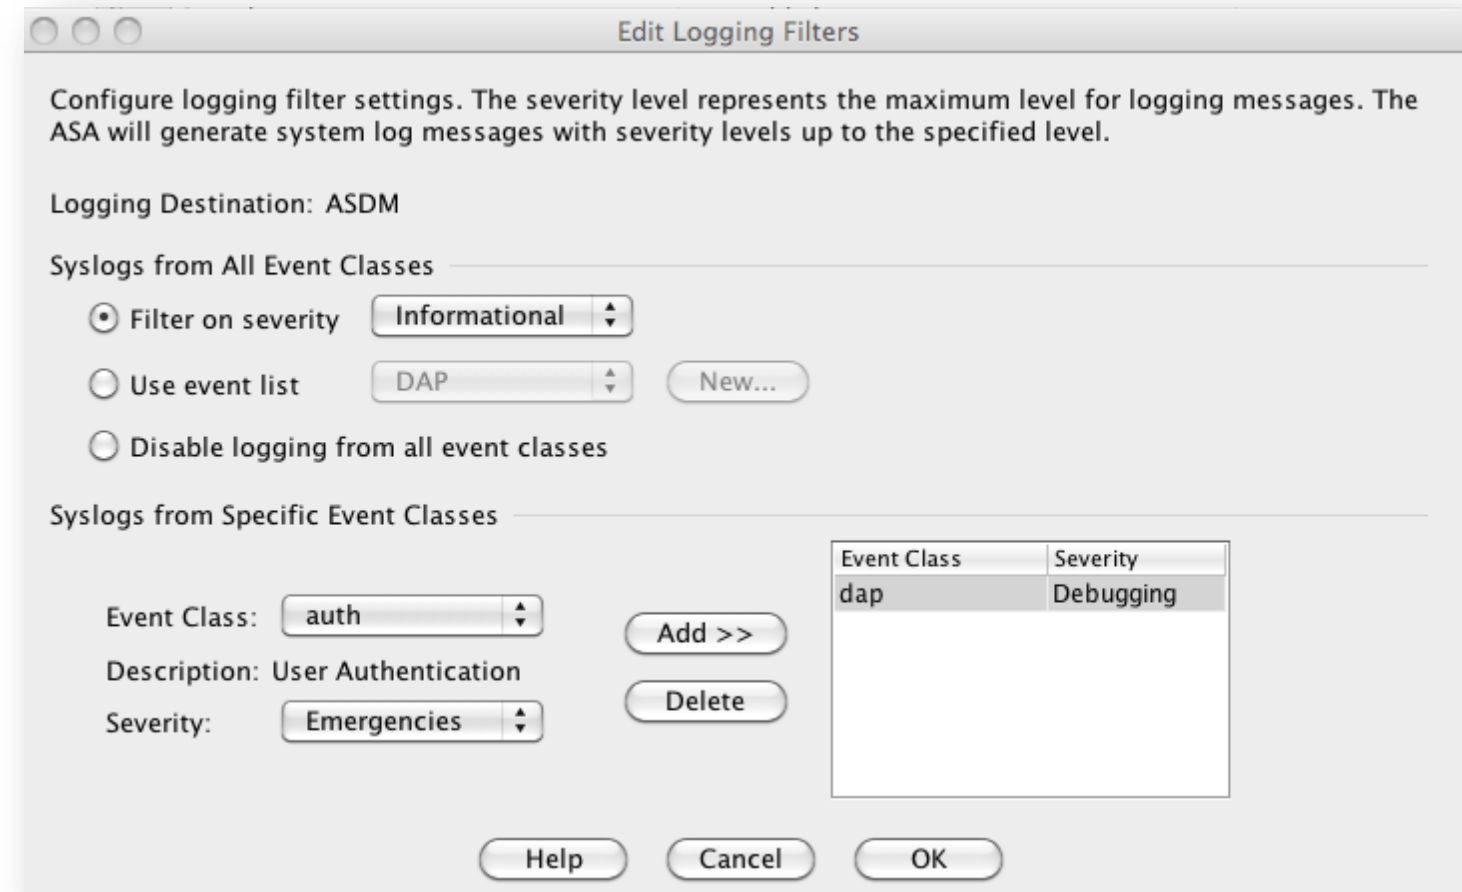 Edit Logging Filters
Configure logging filter settings. The severity level represents the maximum level for logging messages. The
ASA will generate system log messages with severity levels up to the specified level.
Logging Destination: ASDM
Syslogs from All Event Classes
Filter on severity Informational
Use event list DAP New...
Disable logging from all event classes
Syslogs from Specific Event Classes
Event Class Severity
dap Debugging
Event Class: auth
Add >>
Description: User Authentication
Delete
Severity: Emergencies
Help Cancel OK